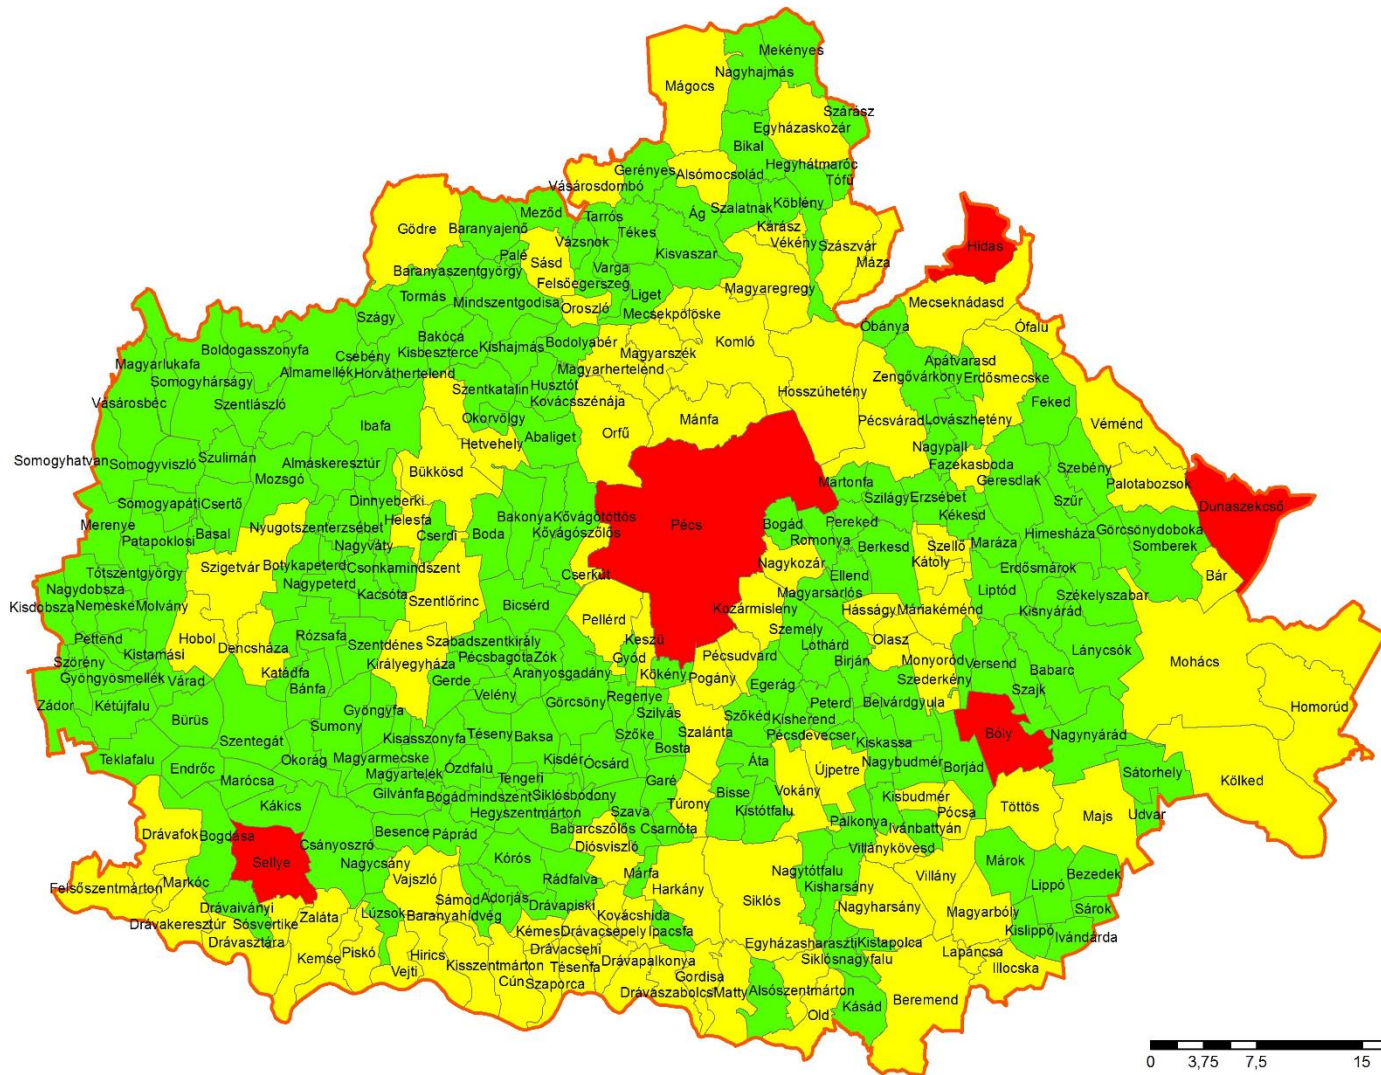 Mekényes
Nagyhajmás
Mágocs
Szárász
Egyházaskozár
Bikal
Hegyhátmaróc
Gerényes
Alsómocsolád
Tófű
Vásárosdombó
Köblény
Meződ
Tarrós
Ág
Szalatnak
Gödre
Baranyajenő
Kárász
Tékes
Vázsnok
Vékény
Szászvár
Hidas
Palé
Kisvaszar
Máza
Sásd
Varga
Baranyaszentgyörgy
Felsőegerszeg
Magyaregregy
Liget
Tormás
Mindszentgodisa
Oroszló
Mecseknádasd
Szágy
Mecsekpölöske
Óbánya
Ófalu
Bakóca
Komló
Bodolyabér
Boldogasszonyfa
Csebény
Kisbeszterce
Kishajmás
Magyarszék
Magyarlukafa
Apátvarasd
Almamellék
Horváthertelend
Magyarhertelend
Zengővárkony
Erdősmecske
Somogyhárságy
Szentkatalin
Husztót
Hosszúhetény
Vásárosbéc
Szentlászló
Kovácsszénája
Feked
Okorvölgy
Mánfa
Pécsvárad
Lovászhetény
Ibafa
Véménd
Orfű
Hetvehely
Abaliget
Nagypall
Somogyhatvan
Somogyviszló
Szulimán
Almáskeresztúr
Fazekasboda
Szebény
Bükkösd
Mozsgó
Martonfa
Geresdlak
Palotabozsok
Somogyapáti
Csertő
Dinnyeberki
Szilágy
Erzsébet
Szűr
Dunaszekcső
Bakonya
Kővágótöttös
Pécs
Helesfa
Merenye
Nyugotszenterzsébet
Bogád
Pereked
Kékesd
Basal
Cserdi
Boda
Kővágószőlős
Romonya
Himesháza
Görcsönydoboka
Patapoklosi
Nagyváty
Berkesd
Szellő
Maráza
Somberek
Tótszentgyörgy
Szigetvár
Botykapeterd
Csonkamindszent
Nagykozár
Kátoly
Erdősmárok
Cserkút
Ellend
Bár
Nagydobsza
Nagypeterd
Kacsóta
Magyarsarlós
Liptód
Kisdobsza
Nemeske
Molvány
Szentlőrinc
Bicsérd
Kozármisleny
Hásságy
Máriakéménd
Kisnyárád
Székelyszabar
Pellérd
Szemely
Pettend
Hobol
Rózsafa
Szentdénes
Szabadszentkirály
Keszü
Lothárd
Olasz
Dencsháza
Kistamási
Lánycsók
Szörény
Királyegyháza
Pécsbagota
Zók
Gyód
Pécsudvard
Birján
Monyoród
Versend
Mohács
Gyöngyösmellék
Várad
Katádfa
Gerde
Aranyosgadány
Kökény
Pogány
Babarc
Szederkény
Bánfa
Velény
Egerág
Szajk
Zádor
Kétújfalu
Görcsöny
Regenye
Peterd
Belvárdgyula
Homorúd
Gyöngyfa
Szilvás
Szőkéd
Kisherend
Bürüs
Sumony
Szalánta
Bóly
Szentegát
Kisasszonyfa
Téseny
Baksa
Szőke
Pécsdevecser
Nagynyárád
Bosta
Kiskassa
Teklafalu
Okorág
Magyarmecske
Kisdér
Ócsárd
Áta
Nagybudmér
Endrőc
Ózdfalu
Újpetre
Borjád
Sátorhely
Marócsa
Magyartelek
Tengeri
Garé
Kölked
Gilvánfa
Siklósbodony
Bisse
Vokány
Bogádmindszent
Kisbudmér
Kákics
Túrony
Töttös
Hegyszentmárton
Szava
Kistótfalu
Pócsa
Majs
Udvar
Drávafok
Bogdása
Besence
Páprád
Babarcszőlős
Csarnóta
Palkonya
Ivánbattyán
Csányoszró
Diósviszló
Villánykövesd
Sellye
Nagycsány
Kórós
Márok
Márfa
Nagytótfalu
Villány
Bezedek
Markóc
Vajszló
Rádfalva
Lippó
Felsőszentmárton
Harkány
Kisharsány
Sámod
Adorjás
Siklós
Drávaiványi
Drávapiski
Nagyharsány
Sárok
Zaláta
Lúzsok
Baranyahídvég
Kovácshida
Magyarbóly
Drávakeresztúr
Sósvertike
Kémes
Drávacsepely
Ipacsfa
Kislippó
Ivándárda
Drávasztára
Drávacsehi
Egyházasharaszti
Kistapolca
Piskó
Hirics
Lapáncsa
Kemse
Kisszentmárton
Tésenfa
Drávapalkonya
Siklósnagyfalu
Vejti
Illocska
Cún
Szaporca
Gordisa
Drávaszabolcs
Matty
Alsószentmárton
Beremend
Old
Kásád
0 3,75 7,5 15